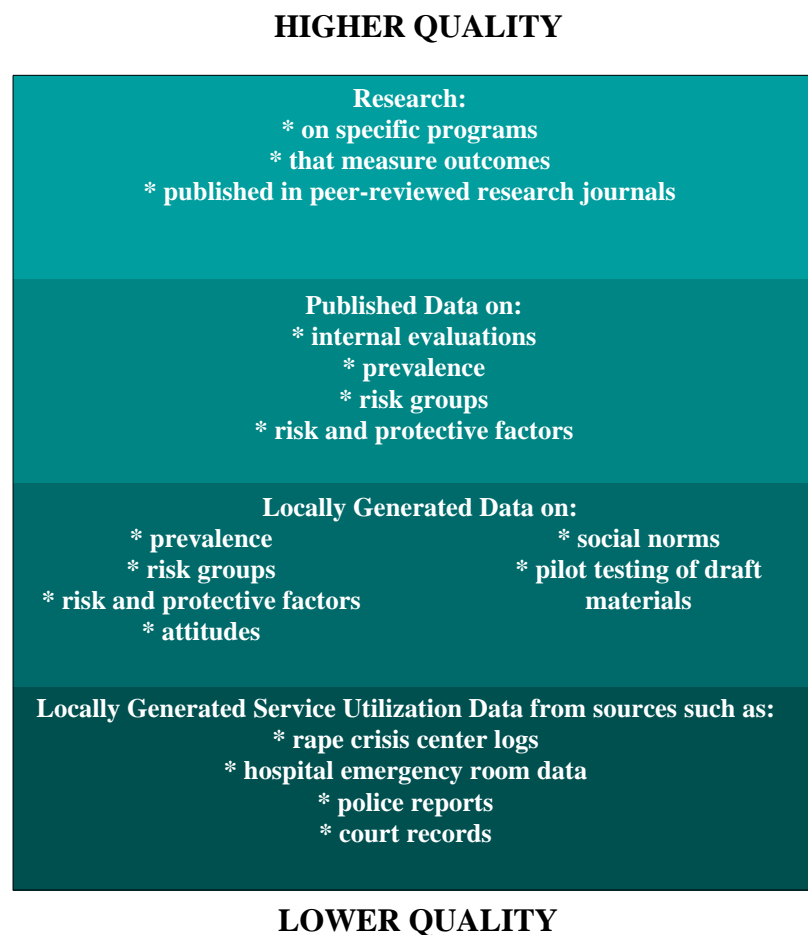 HIGHER QUALITY
Research:
* on specific programs
* that measure outcomes
* published in peer-reviewed research journals
Published Data on:
* internal evaluations
* prevalence
* risk groups
* risk and protective factors
Locally Generated Data on:
* prevalence
* risk groups
* risk and protective factors
* attitudes
* social norms
* pilot testing of draft
materials
Locally Generated Service Utilization Data from sources such as:
* rape crisis center logs
* hospital emergency room data
* police reports
* court records
LOWER QUALITY